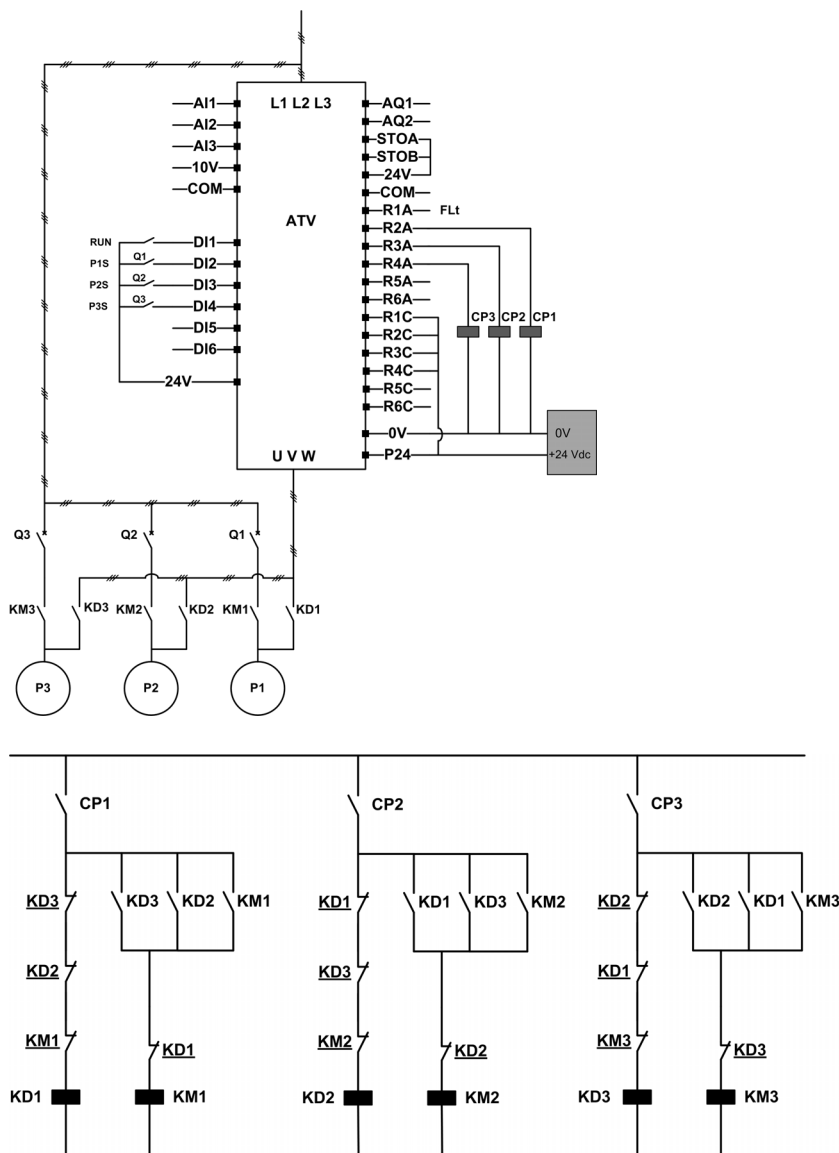 L1 L2 L3
AI1
AI2
AI3
10V
COM
AQ1
AQ2
STOA
STOB
24V
COM
ATV
R1A FLt
R2A
R3A
R4A
R5A
R6A
R1C
R2C
R3C
R4C
R5C
R6C
0V
P24
RUN DI1
P1S Q1 DI2
P2S Q2 DI3
P3S Q3 DI4
DI5
DI6
24V
CP3 CP2 CP1
0V
+24 Vdc
U V W
Q3 Q2 Q1
KM3 KD3 KM2 KD2 KM1 KD1
P3 P2 P1
CP1 CP2 CP3
KD3 KD3 KD2 KM1 KD1 KD1 KD3 KM2 KD2 KD2 KD1 KM3
KD2 KD3 KD1
KM1 KD1 KM2 KD2 KM3 KD3
KD1 KM1 KD2 KM2 KD3 KM3